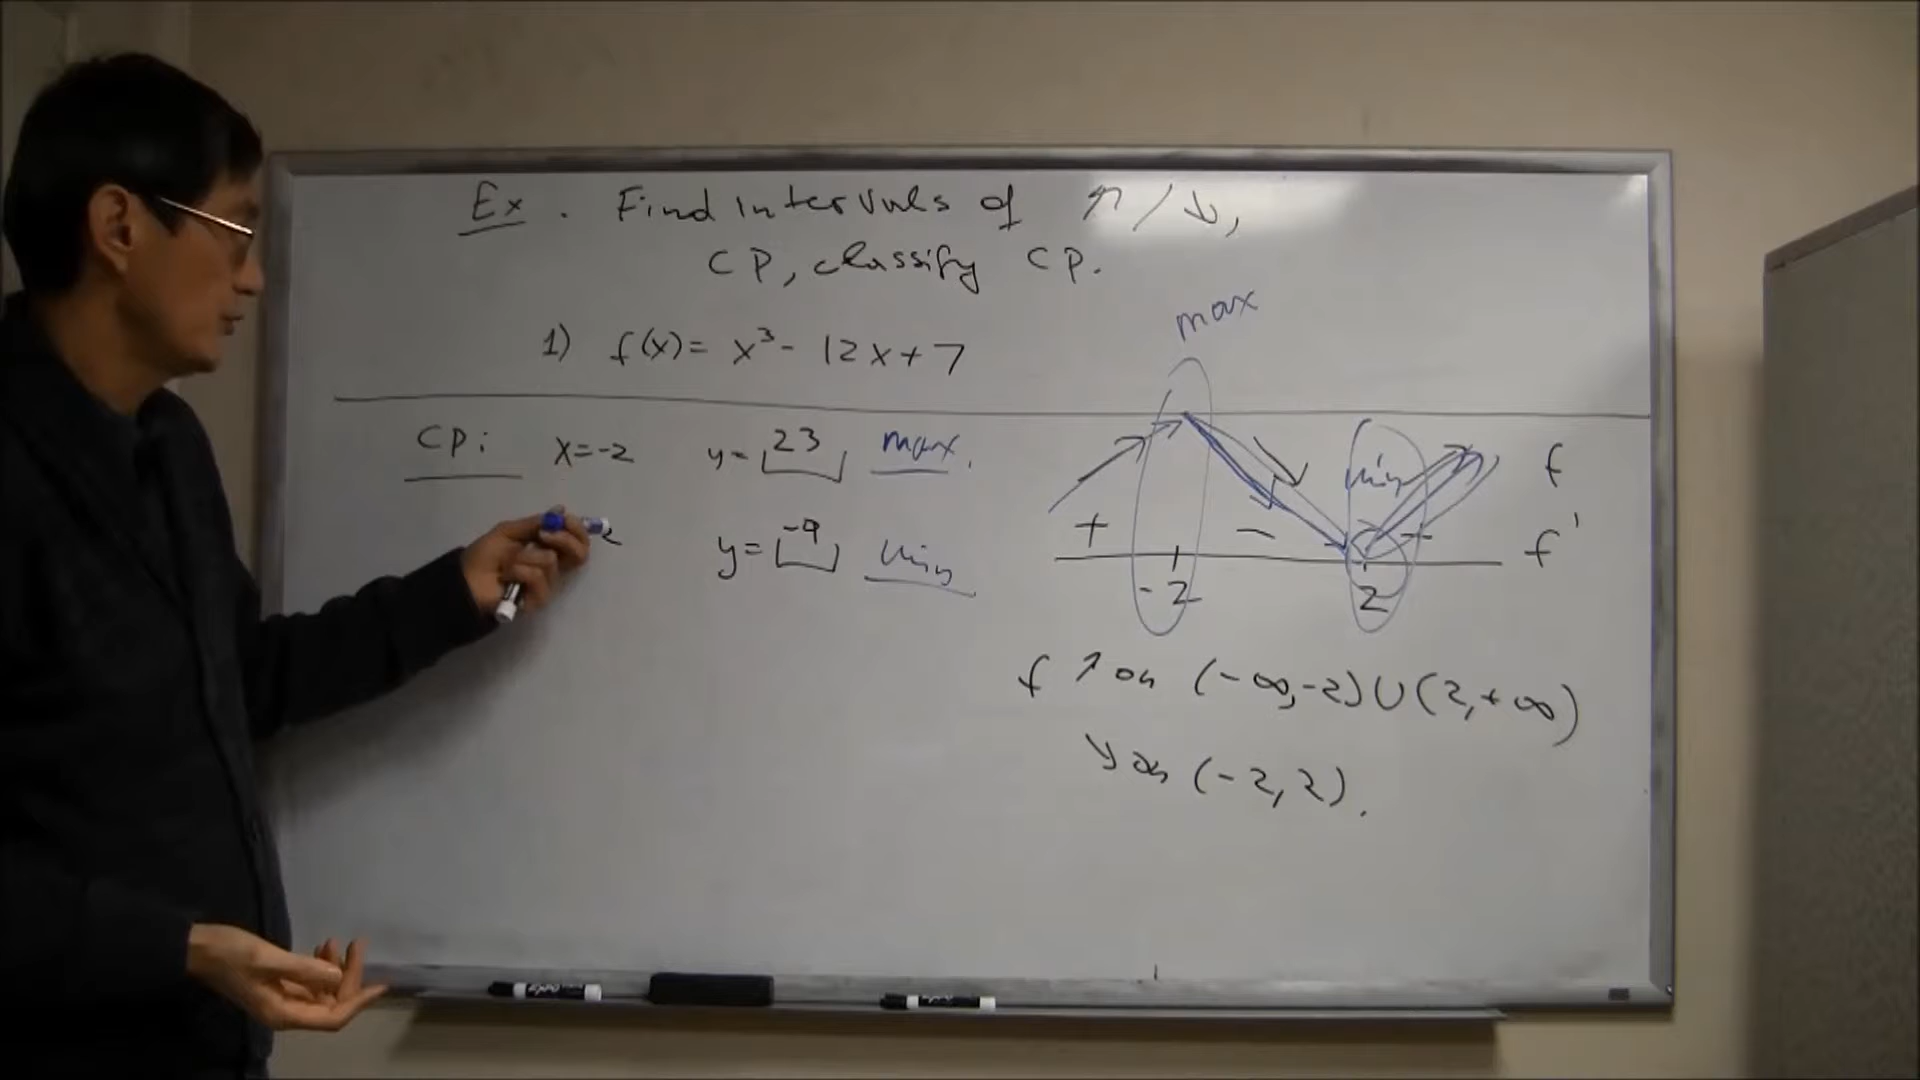 Ex. Find intervals of ↗/↘,
CP, classify CP.
1) f(x) = x³ - 12x + 7
max
CP: x = -2 y = 23 max.
2 y = -9 min
min
f
+ - + f'
-2 2
f ↗ on (-∞, -2) ∪ (2, +∞)
↘ on (-2, 2).